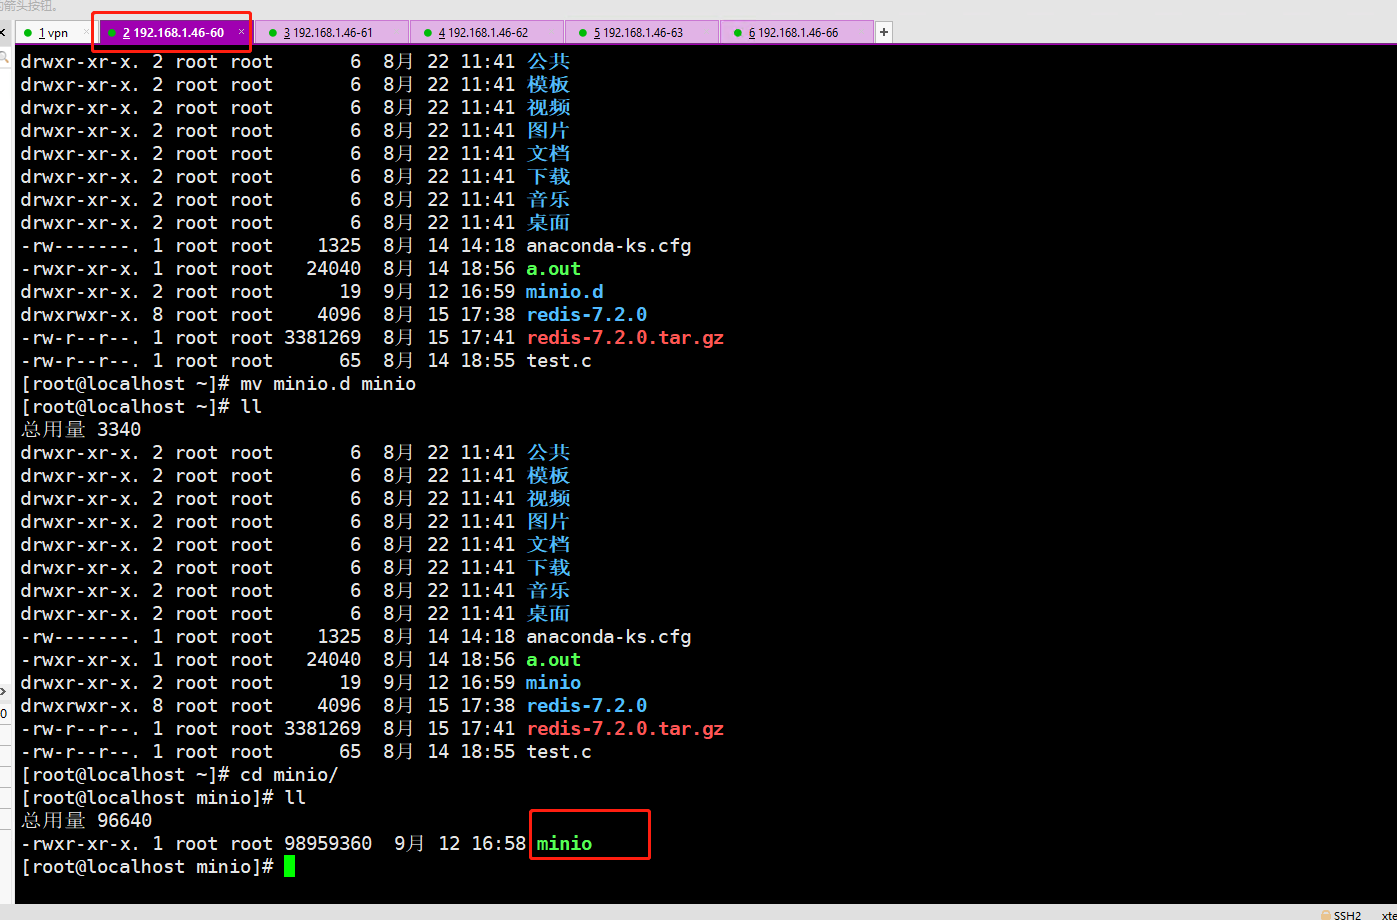 的箭头按钮。
1 vpn × 2 192.168.1.46-60 × 3 192.168.1.46-61 4 192.168.1.46-62 5 192.168.1.46-63 6 192.168.1.46-66 +
drwxr-xr-x. 2 root root       6  8月 22 11:41 公共
drwxr-xr-x. 2 root root       6  8月 22 11:41 模板
drwxr-xr-x. 2 root root       6  8月 22 11:41 视频
drwxr-xr-x. 2 root root       6  8月 22 11:41 图片
drwxr-xr-x. 2 root root       6  8月 22 11:41 文档
drwxr-xr-x. 2 root root       6  8月 22 11:41 下载
drwxr-xr-x. 2 root root       6  8月 22 11:41 音乐
drwxr-xr-x. 2 root root       6  8月 22 11:41 桌面
-rw-------. 1 root root    1325  8月 14 14:18 anaconda-ks.cfg
-rwxr-xr-x. 1 root root   24040  8月 14 18:56 a.out
drwxr-xr-x. 2 root root      19  9月 12 16:59 minio.d
drwxrwxr-x. 8 root root    4096  8月 15 17:38 redis-7.2.0
-rw-r--r--. 1 root root 3381269  8月 15 17:41 redis-7.2.0.tar.gz
-rw-r--r--. 1 root root      65  8月 14 18:55 test.c
[root@localhost ~]# mv minio.d minio
[root@localhost ~]# ll
总用量 3340
drwxr-xr-x. 2 root root       6  8月 22 11:41 公共
drwxr-xr-x. 2 root root       6  8月 22 11:41 模板
drwxr-xr-x. 2 root root       6  8月 22 11:41 视频
drwxr-xr-x. 2 root root       6  8月 22 11:41 图片
drwxr-xr-x. 2 root root       6  8月 22 11:41 文档
drwxr-xr-x. 2 root root       6  8月 22 11:41 下载
drwxr-xr-x. 2 root root       6  8月 22 11:41 音乐
drwxr-xr-x. 2 root root       6  8月 22 11:41 桌面
-rw-------. 1 root root    1325  8月 14 14:18 anaconda-ks.cfg
-rwxr-xr-x. 1 root root   24040  8月 14 18:56 a.out
drwxr-xr-x. 2 root root      19  9月 12 16:59 minio
drwxrwxr-x. 8 root root    4096  8月 15 17:38 redis-7.2.0
-rw-r--r--. 1 root root 3381269  8月 15 17:41 redis-7.2.0.tar.gz
-rw-r--r--. 1 root root      65  8月 14 18:55 test.c
[root@localhost ~]# cd minio/
[root@localhost minio]# ll
总用量 96640
-rwxr-xr-x. 1 root root 98959360  9月 12 16:58 minio
[root@localhost minio]#
SSH2 xte